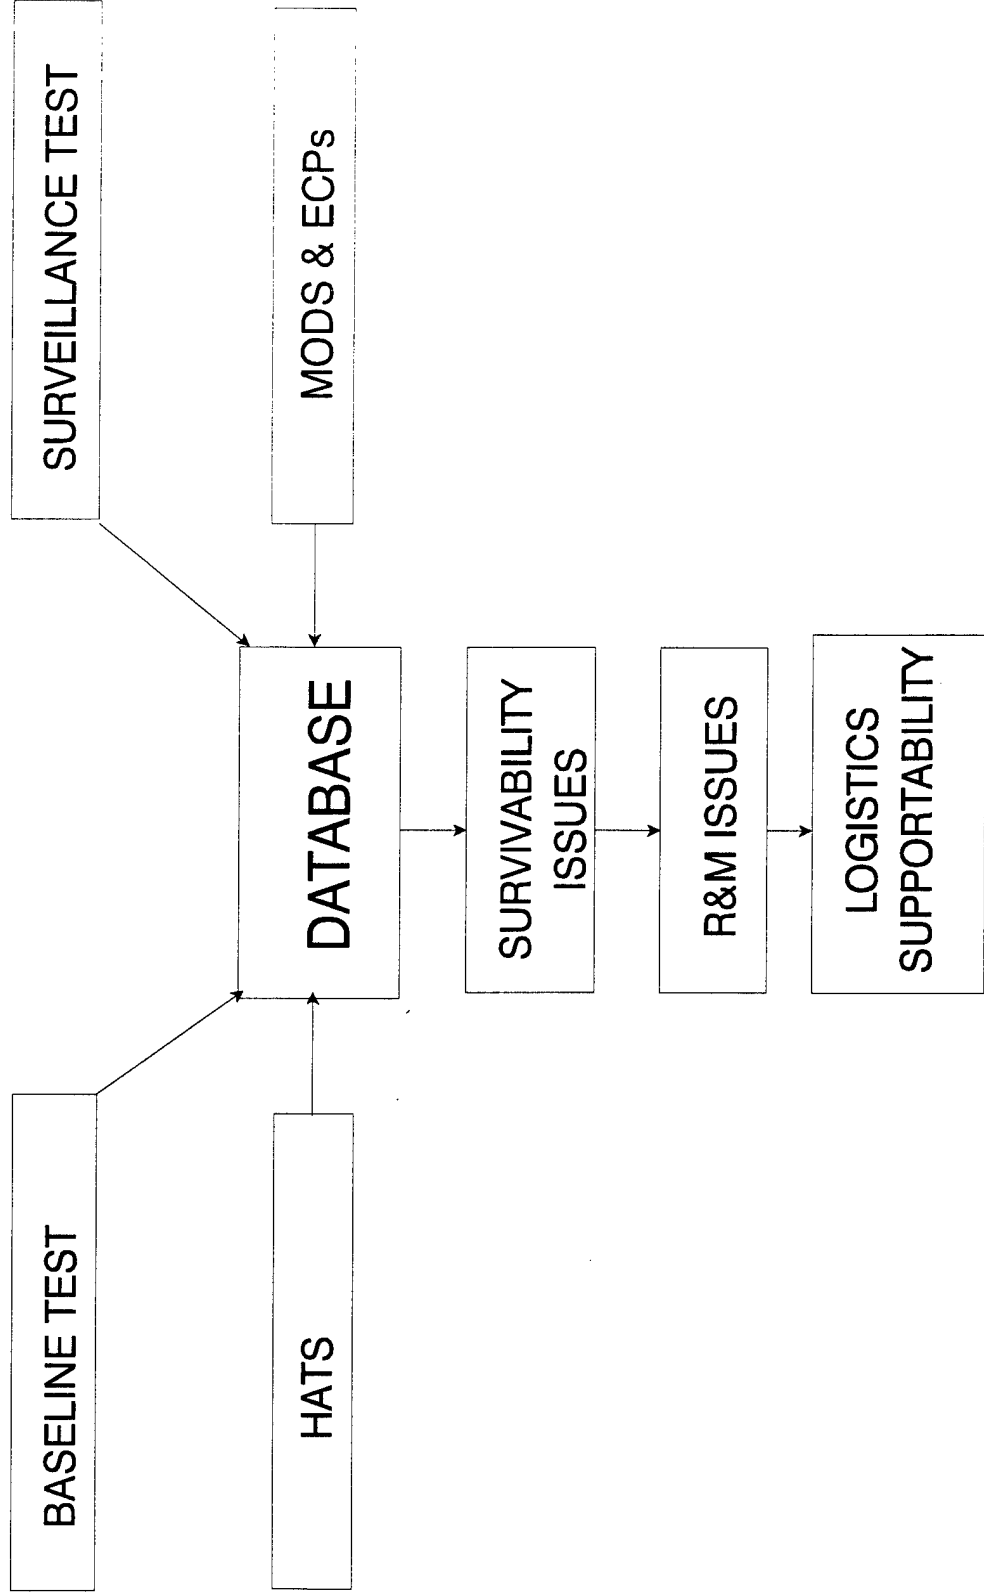 BASELINE TEST
SURVEILLANCE TEST
HATS
DATABASE
MODS & ECPs
SURVIVABILITY
ISSUES
R&M ISSUES
LOGISTICS
SUPPORTABILITY